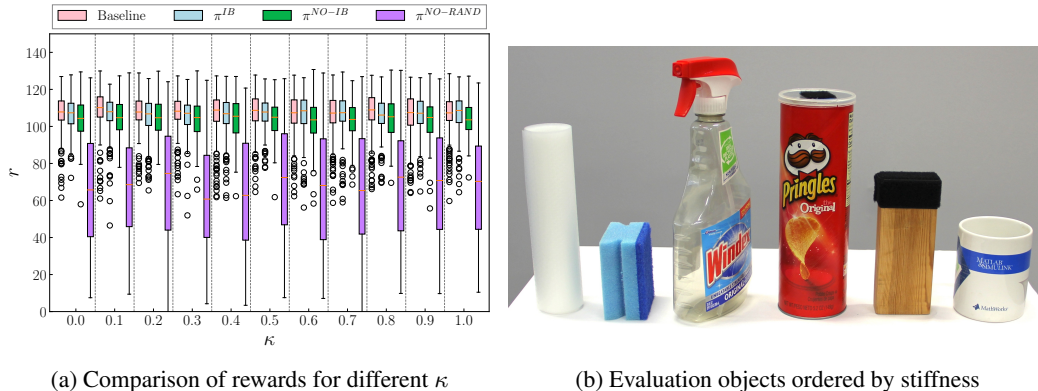 Baseline π^IB π^NO−IB π^NO−RAND
140
120
100
80
60
40
20
0
r
0.0 0.1 0.2 0.3 0.4 0.5 0.6 0.7 0.8 0.9 1.0
κ
Windex
ORIGINAL
Pringles
the
Original
MATLAB
&SIMULINK
MathWorks
(a) Comparison of rewards for different κ
(b) Evaluation objects ordered by stiffness